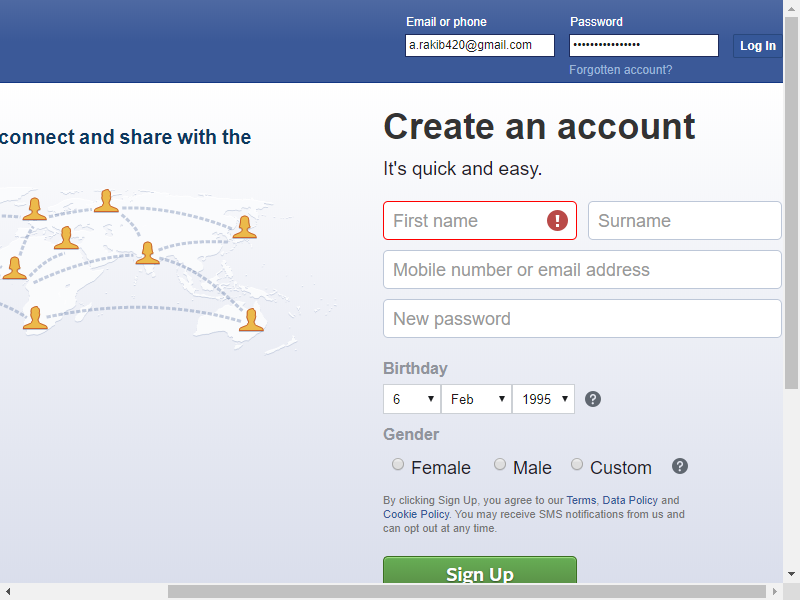 Email or phone Password
a.rakib420@gmail.com •••••••••••••••• Log In
Forgotten account?
connect and share with the
Create an account
It's quick and easy.
First name Surname
Mobile number or email address
New password
Birthday
6 Feb 1995
Gender
Female Male Custom
By clicking Sign Up, you agree to our Terms, Data Policy and
Cookie Policy. You may receive SMS notifications from us and
can opt out at any time.
Sign Up